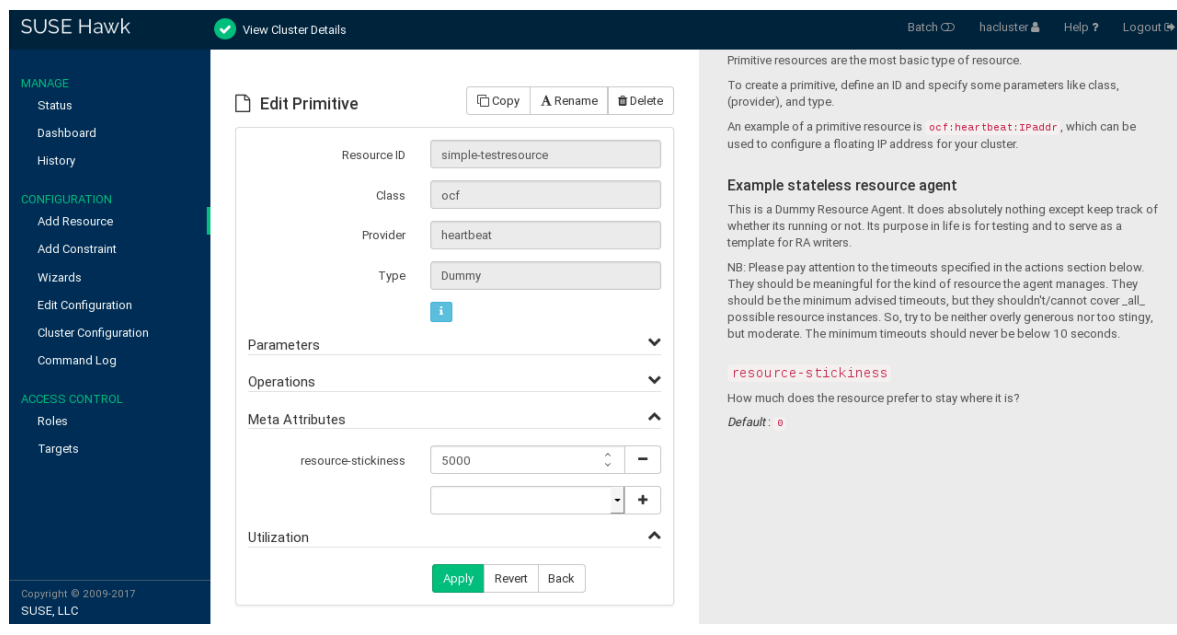 SUSE Hawk
View Cluster Details
Batch
hacluster
Help ?
Logout
MANAGE
Status
Dashboard
History
CONFIGURATION
Add Resource
Add Constraint
Wizards
Edit Configuration
Cluster Configuration
Command Log
ACCESS CONTROL
Roles
Targets
Copyright © 2009-2017
SUSE, LLC
Edit Primitive
Copy
A Rename
Delete
Resource ID
simple-testresource
Class
ocf
Provider
heartbeat
Type
Dummy
i
Parameters
Operations
Meta Attributes
resource-stickiness
5000
Utilization
Apply
Revert
Back
Primitive resources are the most basic type of resource.
To create a primitive, define an ID and specify some parameters like class,
(provider), and type.
An example of a primitive resource is ocf:heartbeat:IPaddr, which can be
used to configure a floating IP address for your cluster.
Example stateless resource agent
This is a Dummy Resource Agent. It does absolutely nothing except keep track of
whether its running or not. Its purpose in life is for testing and to serve as a
template for RA writers.
NB: Please pay attention to the timeouts specified in the actions section below.
They should be meaningful for the kind of resource the agent manages. They
should be the minimum advised timeouts, but they shouldn't/cannot cover _all_
possible resource instances. So, try to be neither overly generous nor too stingy,
but moderate. The minimum timeouts should never be below 10 seconds.
resource-stickiness
How much does the resource prefer to stay where it is?
Default: 0